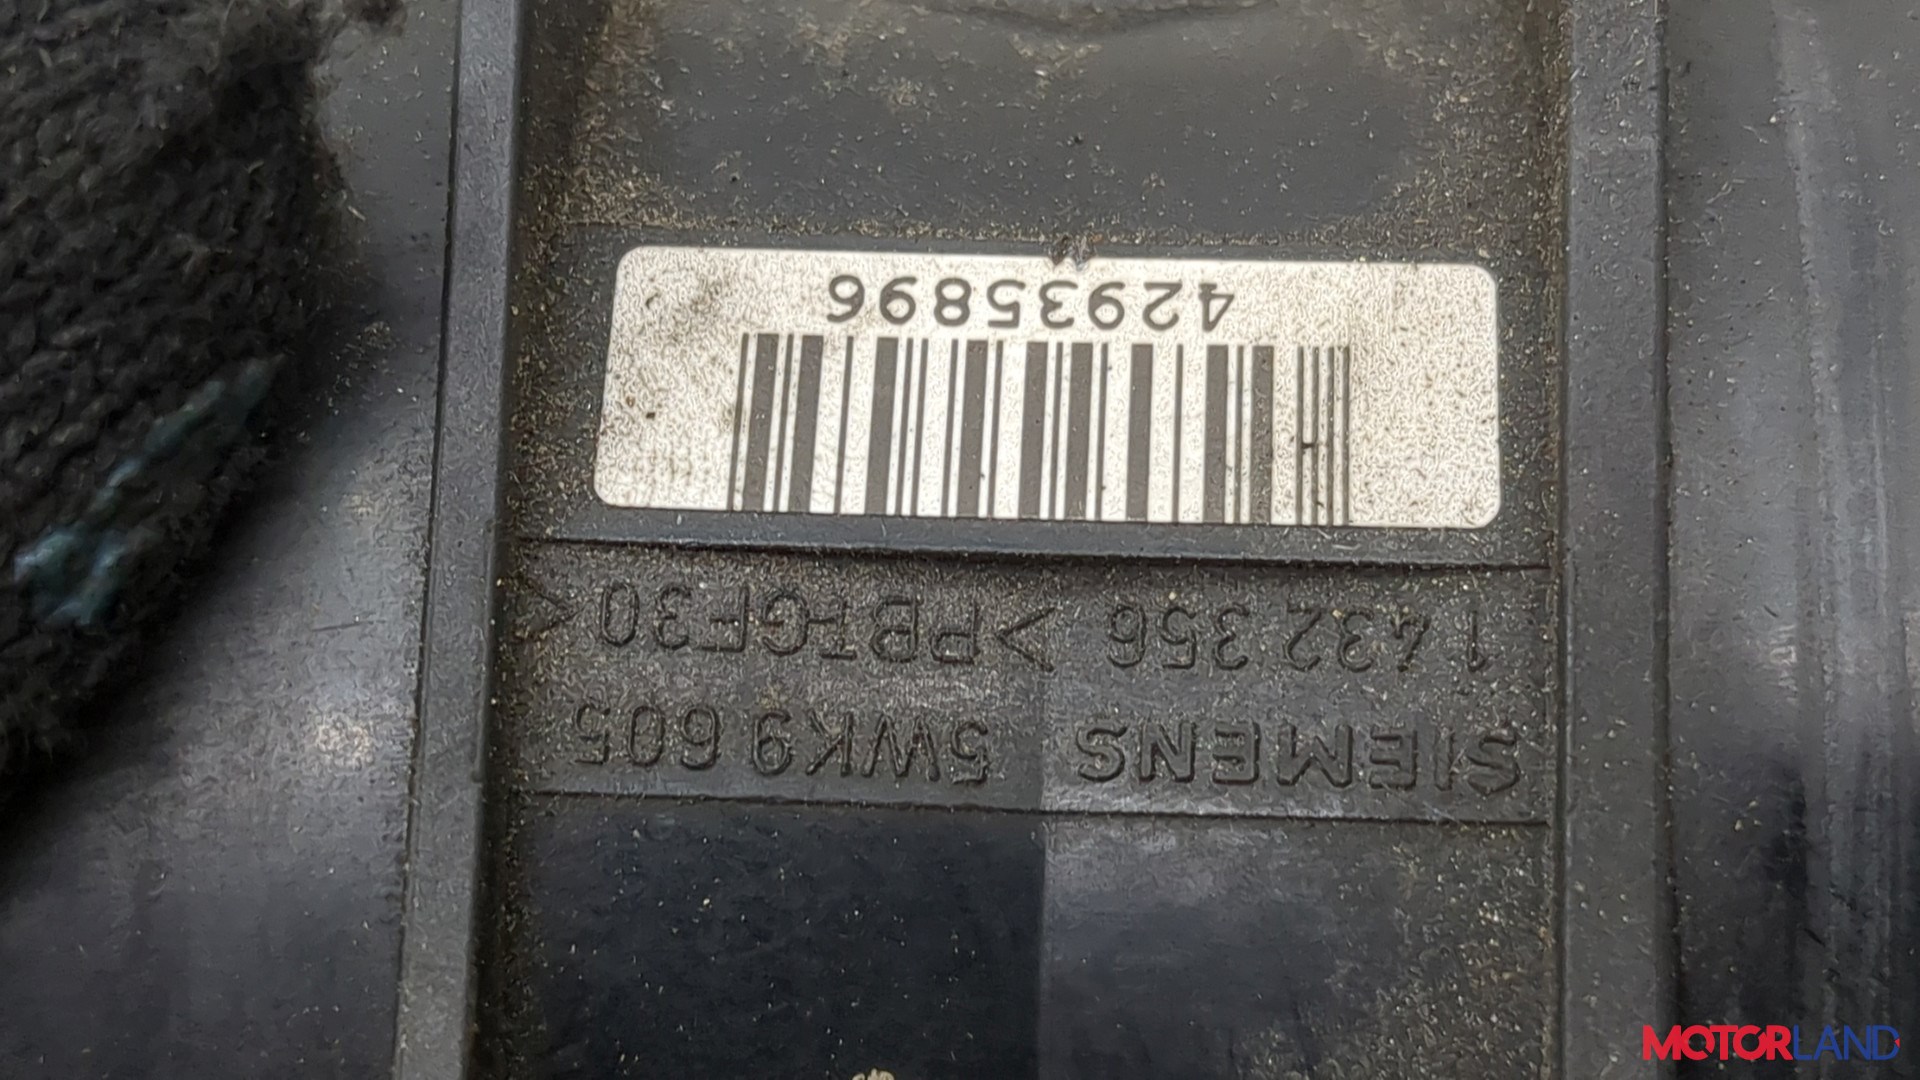 SIEMENS 5WK9 605
1 432 356 >PBT-GF30<
42935896
MOTORLAND